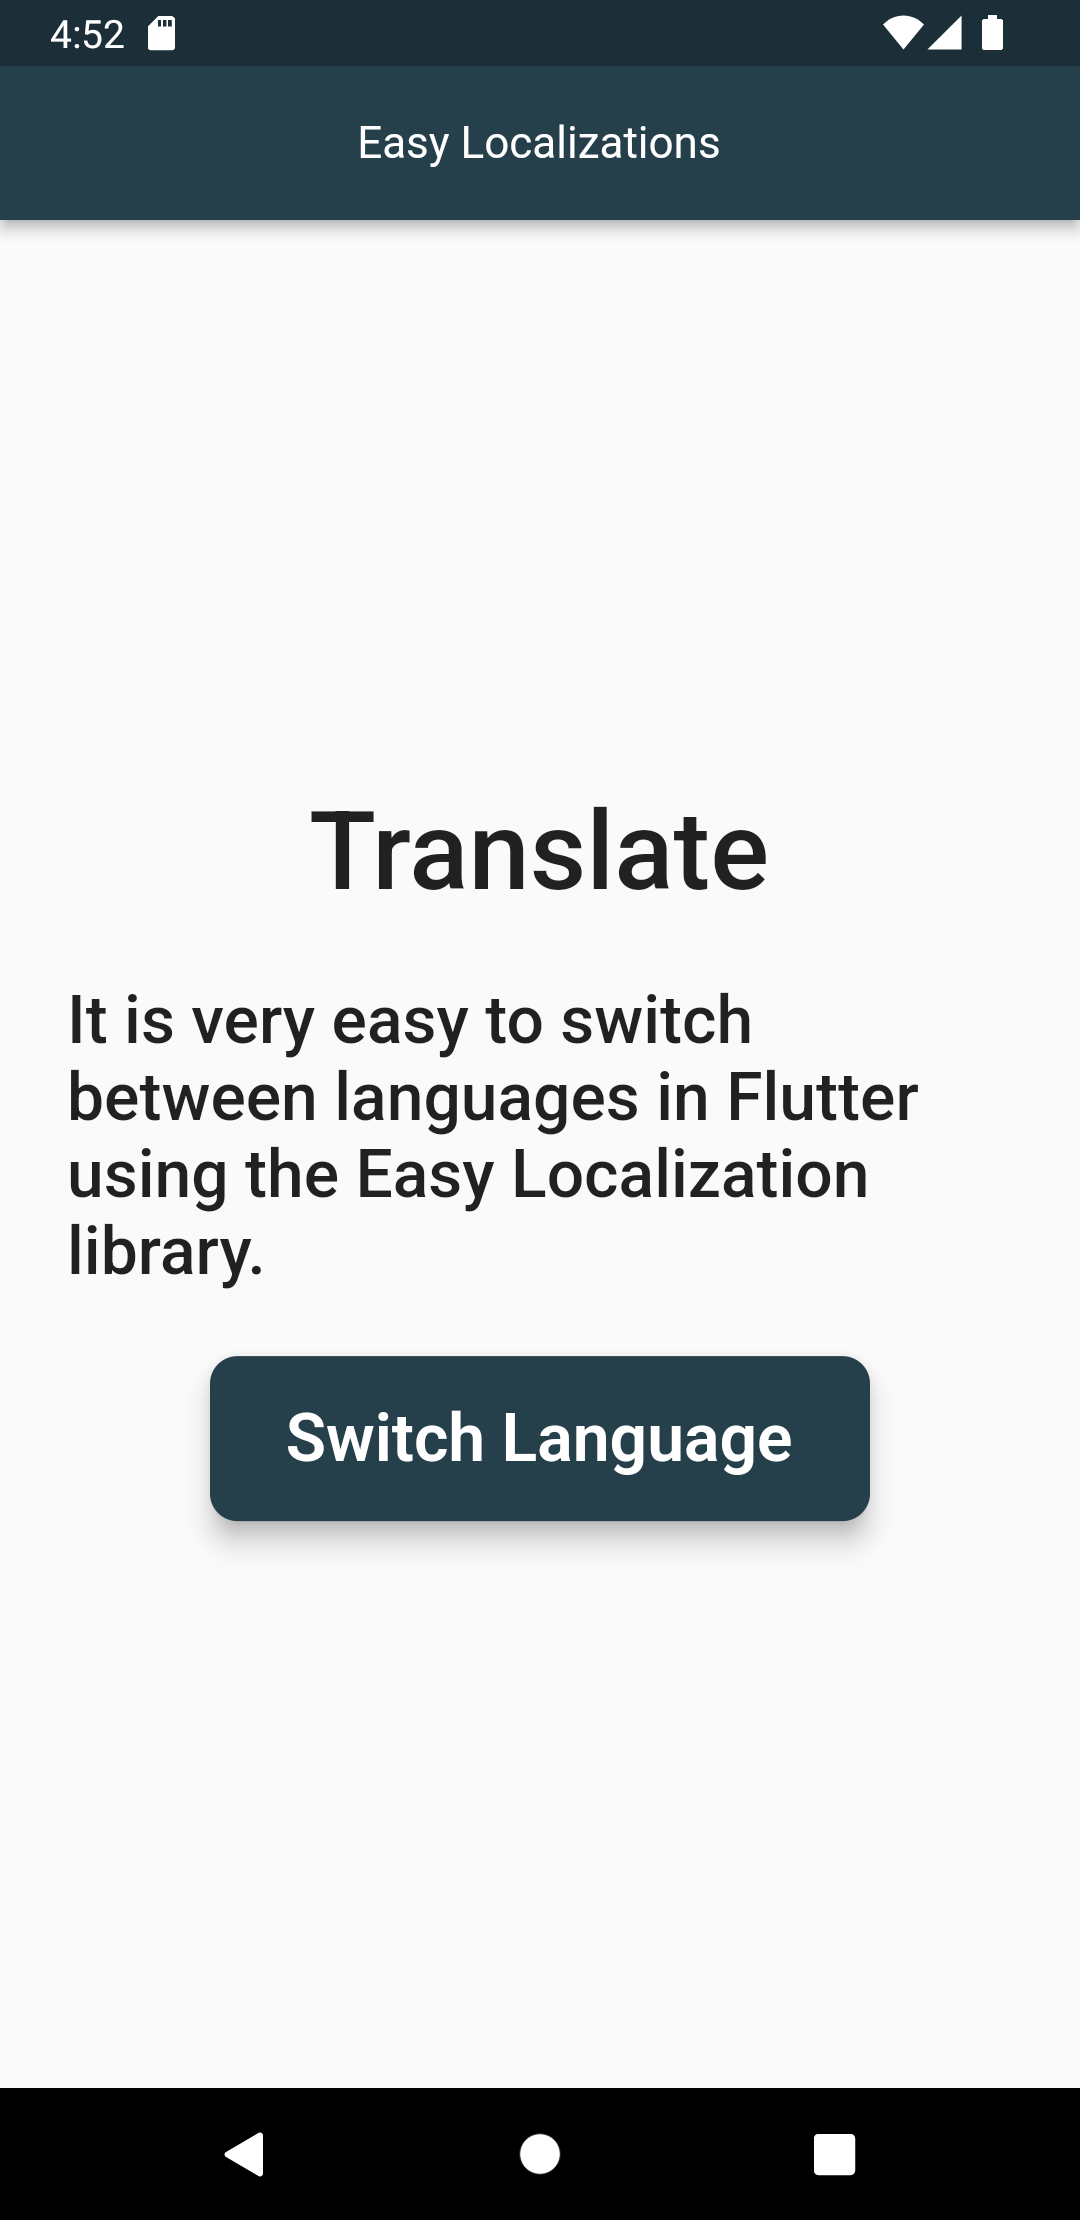 4:52
Easy Localizations
Translate
It is very easy to switch
between languages in Flutter
using the Easy Localization
library.
Switch Language